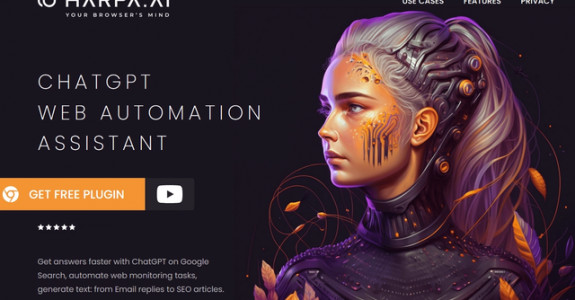 HARPA.AI
YOUR BROWSER'S MIND
USE CASES FEATURES PRIVACY
CHATGPT
WEB AUTOMATION
ASSISTANT
GET FREE PLUGIN
Get answers faster with ChatGPT on Google
Search, automate web monitoring tasks,
generate text: from Email replies to SEO articles.